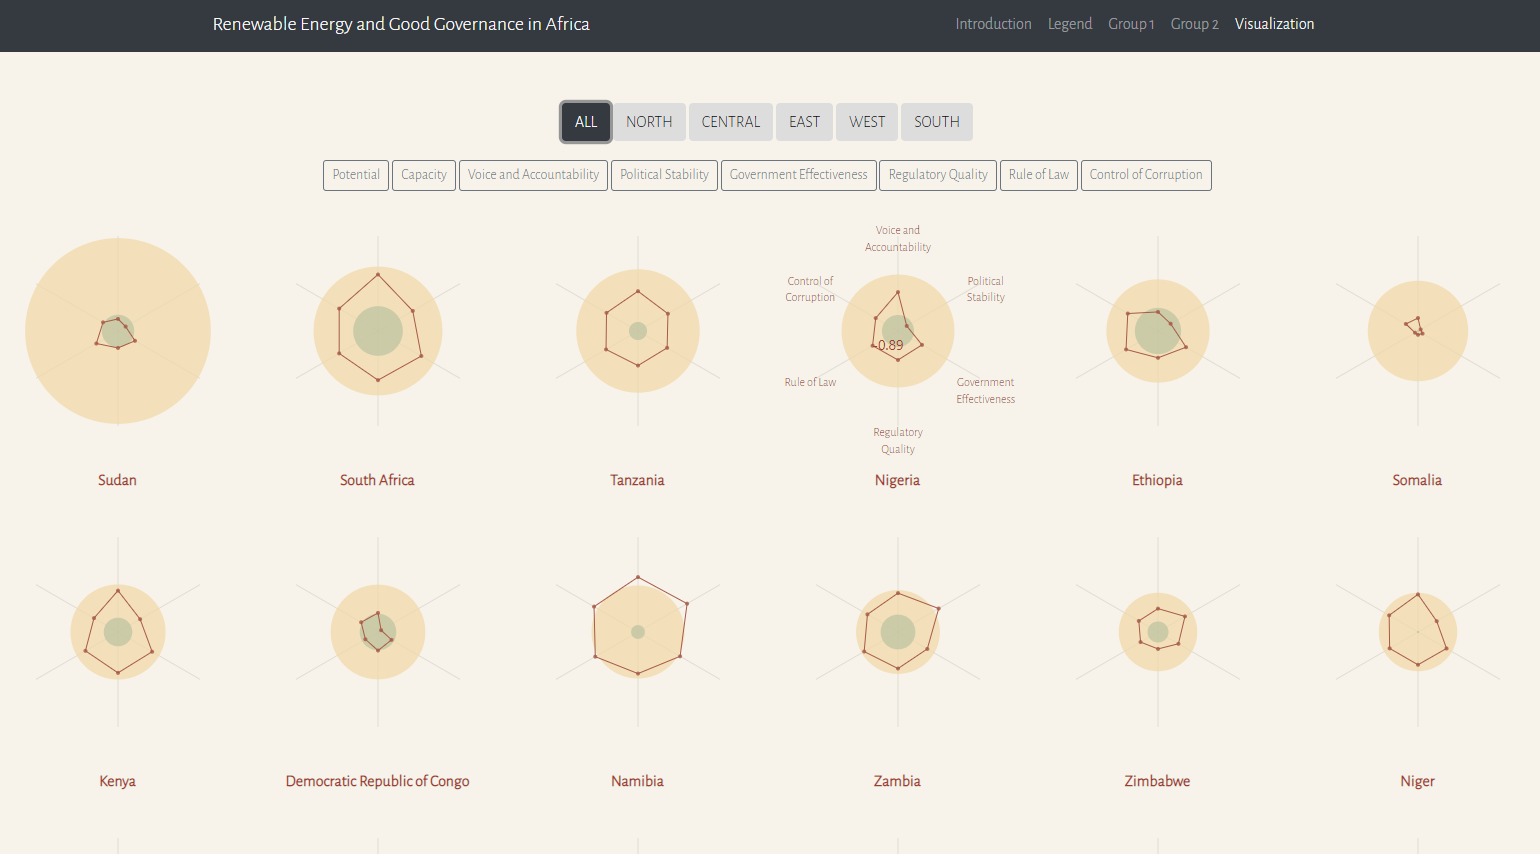 Renewable Energy and Good Governance in Africa
Introduction Legend Group 1 Group 2 Visualization
ALL NORTH CENTRAL EAST WEST SOUTH
Potential Capacity Voice and Accountability Political Stability Government Effectiveness Regulatory Quality Rule of Law Control of Corruption
Voice and
Accountability
Control of
Corruption
Political
Stability
-0.89
Rule of Law
Government
Effectiveness
Regulatory
Quality
Sudan South Africa Tanzania Nigeria Ethiopia Somalia
Kenya Democratic Republic of Congo Namibia Zambia Zimbabwe Niger